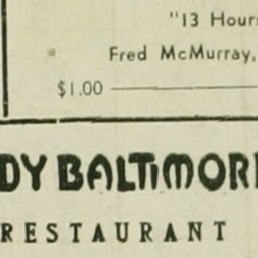 "13 Hours
Fred McMurray,
$1.00
DY BALTIMORE
RESTAURANT